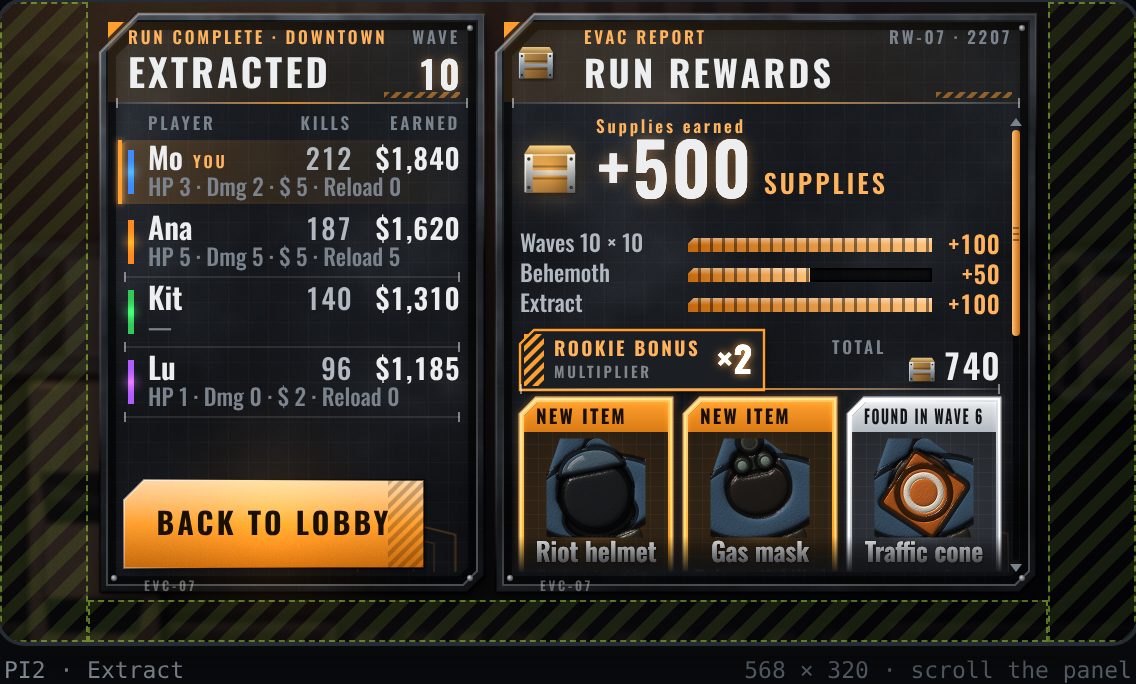 RUN COMPLETE · DOWNTOWN WAVE
EXTRACTED 10
PLAYER KILLS EARNED
Mo YOU 212 $1,840
HP 3 · Dmg 2 · $ 5 · Reload 0
Ana 187 $1,620
HP 5 · Dmg 5 · $ 5 · Reload 5
Kit 140 $1,310
—
Lu 96 $1,185
HP 1 · Dmg 0 · $ 2 · Reload 0
BACK TO LOBBY
EVC-07
EVAC REPORT RW-07 · 2207
RUN REWARDS
Supplies earned
+500 SUPPLIES
Waves 10 × 10 +100
Behemoth +50
Extract +100
ROOKIE BONUS ×2
MULTIPLIER
TOTAL
740
NEW ITEM NEW ITEM FOUND IN WAVE 6
Riot helmet Gas mask Traffic cone
EVC-07
PI2 · Extract 568 × 320 · scroll the panel